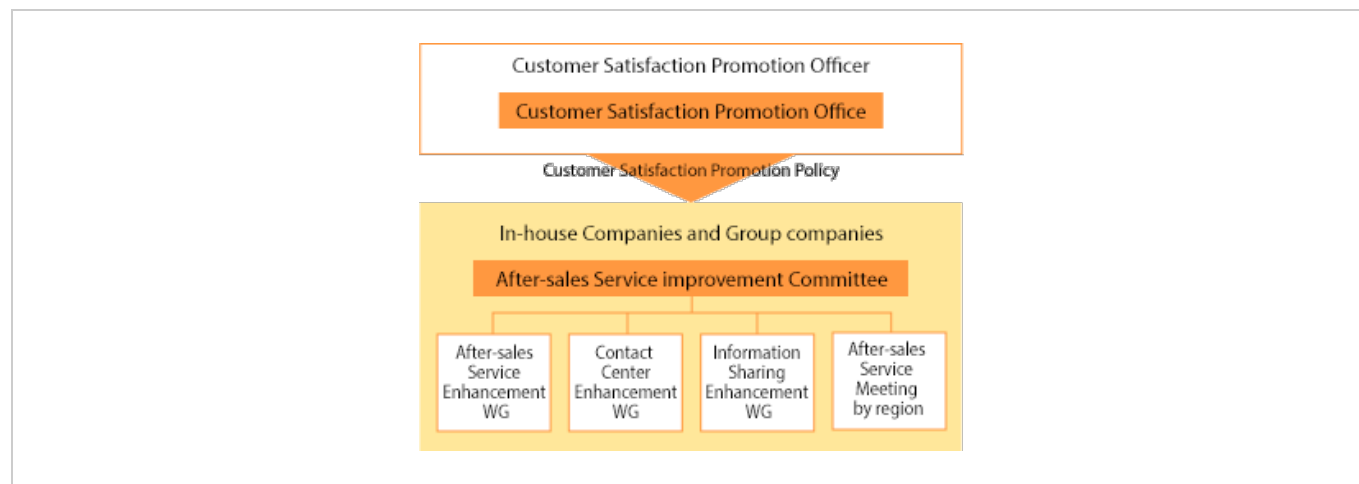 Customer Satisfaction Promotion Officer
Customer Satisfaction Promotion Office
Customer Satisfaction Promotion Policy
In-house Companies and Group companies
After-sales Service improvement Committee
After-sales
Service
Enhancement
WG
Contact
Center
Enhancement
WG
Information
Sharing
Enhancement
WG
After-sales
Service
Meeting
by region